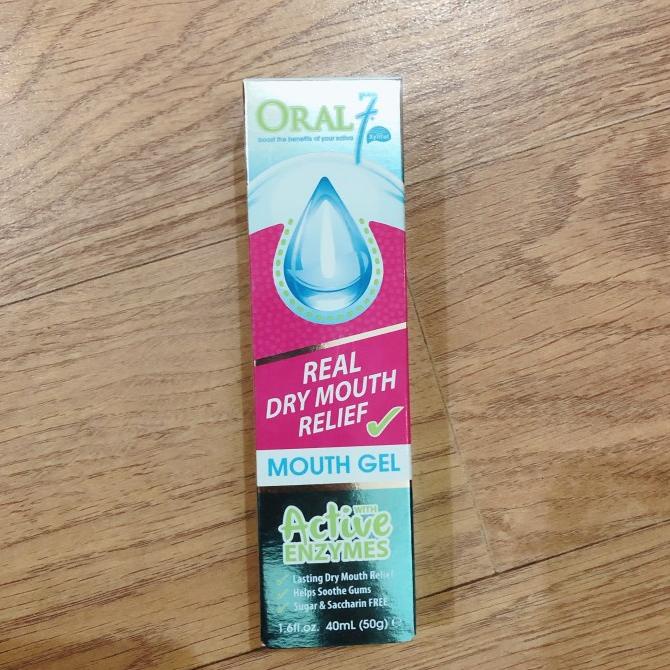 ORAL7
boost the benefits of your saliva
Xylitol
REAL
DRY MOUTH
RELIEF
MOUTH GEL
WITH
Active
ENZYMES
Lasting Dry Mouth Relief
Helps Soothe Gums
Sugar & Saccharin FREE
1.6fl.oz. 40mL (50g) e